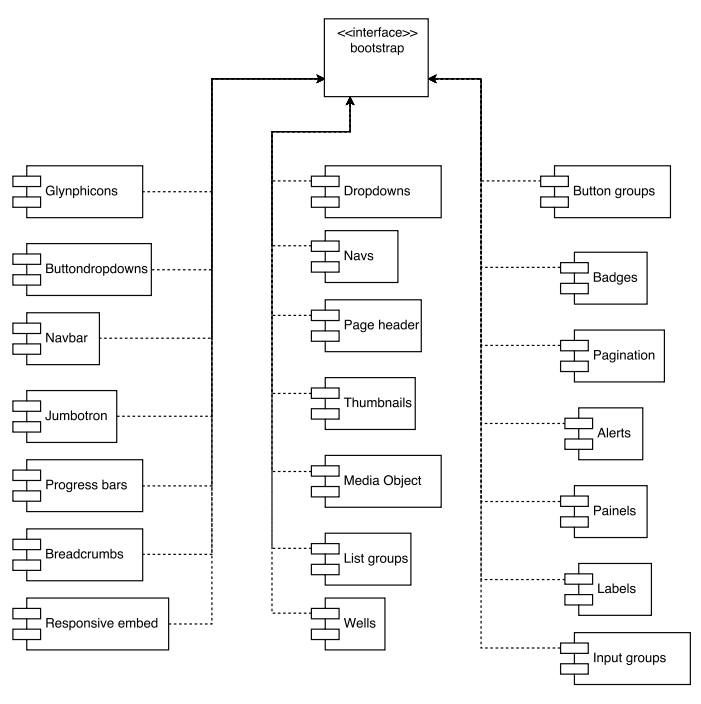 <<interface>>
bootstrap
Glynphicons
Buttondropdowns
Navbar
Jumbotron
Progress bars
Breadcrumbs
Responsive embed
Dropdowns
Navs
Page header
Thumbnails
Media Object
List groups
Wells
Button groups
Badges
Pagination
Alerts
Painels
Labels
Input groups